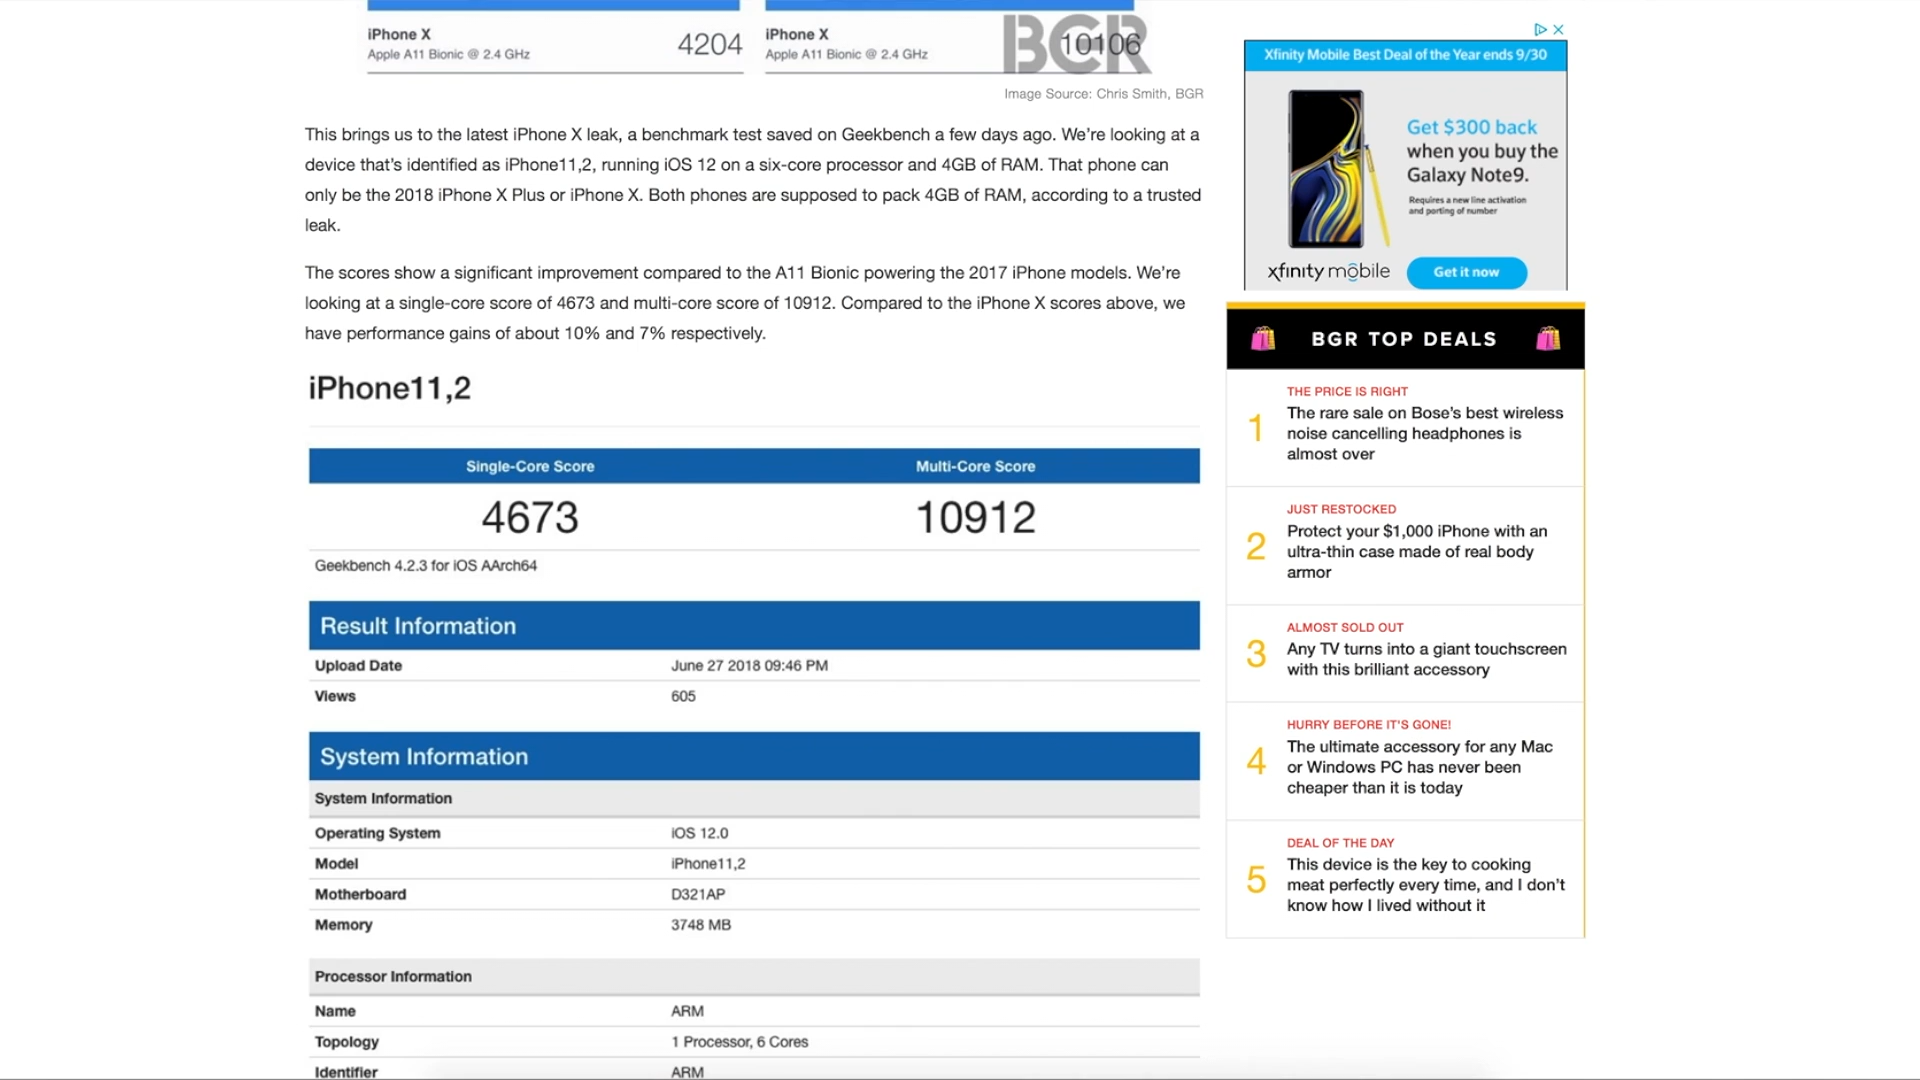 iPhone X
Apple A11 Bionic @ 2.4 GHz
4204
iPhone X
Apple A11 Bionic @ 2.4 GHz
10106
BGR
Image Source: Chris Smith, BGR
This brings us to the latest iPhone X leak, a benchmark test saved on Geekbench a few days ago. We’re looking at a
device that’s identified as iPhone11,2, running iOS 12 on a six-core processor and 4GB of RAM. That phone can
only be the 2018 iPhone X Plus or iPhone X. Both phones are supposed to pack 4GB of RAM, according to a trusted
leak.
The scores show a significant improvement compared to the A11 Bionic powering the 2017 iPhone models. We’re
looking at a single-core score of 4673 and multi-core score of 10912. Compared to the iPhone X scores above, we
have performance gains of about 10% and 7% respectively.
iPhone11,2
Single-Core Score
Multi-Core Score
4673
10912
Geekbench 4.2.3 for iOS AArch64
Result Information
Upload Date
June 27 2018 09:46 PM
Views
605
System Information
System Information
Operating System
iOS 12.0
Model
iPhone11,2
Motherboard
D321AP
Memory
3748 MB
Processor Information
Name
ARM
Topology
1 Processor, 6 Cores
Identifier
ARM
Xfinity Mobile Best Deal of the Year ends 9/30
Get $300 back
when you buy the
Galaxy Note9.
Requires a new line activation
and porting of number
xfinity mobile
Get it now
BGR TOP DEALS
1
THE PRICE IS RIGHT
The rare sale on Bose’s best wireless
noise cancelling headphones is
almost over
2
JUST RESTOCKED
Protect your $1,000 iPhone with an
ultra-thin case made of real body
armor
3
ALMOST SOLD OUT
Any TV turns into a giant touchscreen
with this brilliant accessory
4
HURRY BEFORE IT’S GONE!
The ultimate accessory for any Mac
or Windows PC has never been
cheaper than it is today
5
DEAL OF THE DAY
This device is the key to cooking
meat perfectly every time, and I don’t
know how I lived without it